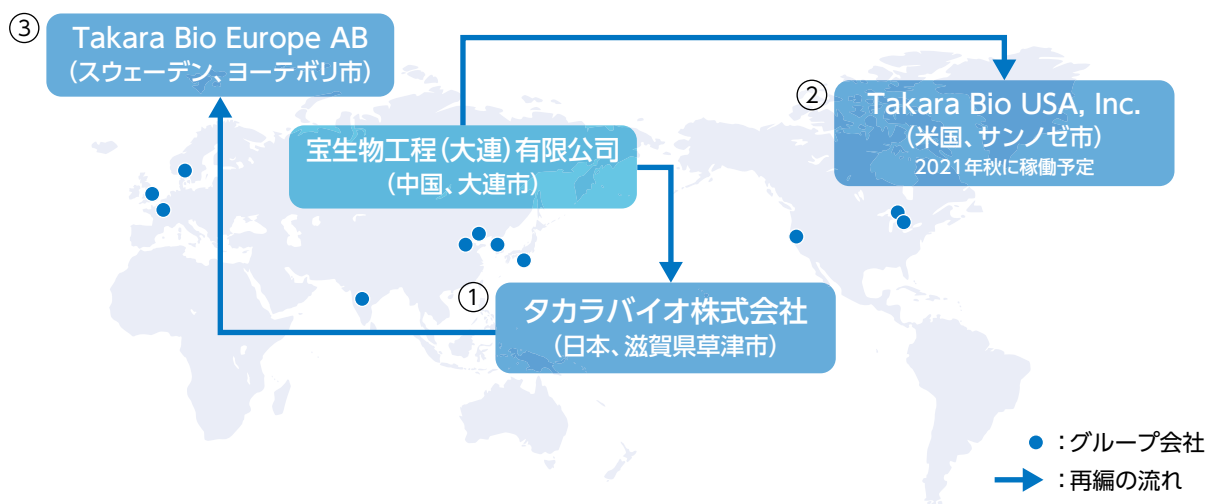 ③
Takara Bio Europe AB
（スウェーデン、ヨーテボリ市）
②
Takara Bio USA, Inc.
（米国、サンノゼ市）
2021年秋に稼働予定
宝生物工程（大連）有限公司
（中国、大連市）
①
タカラバイオ株式会社
（日本、滋賀県草津市）
：グループ会社
：再編の流れ